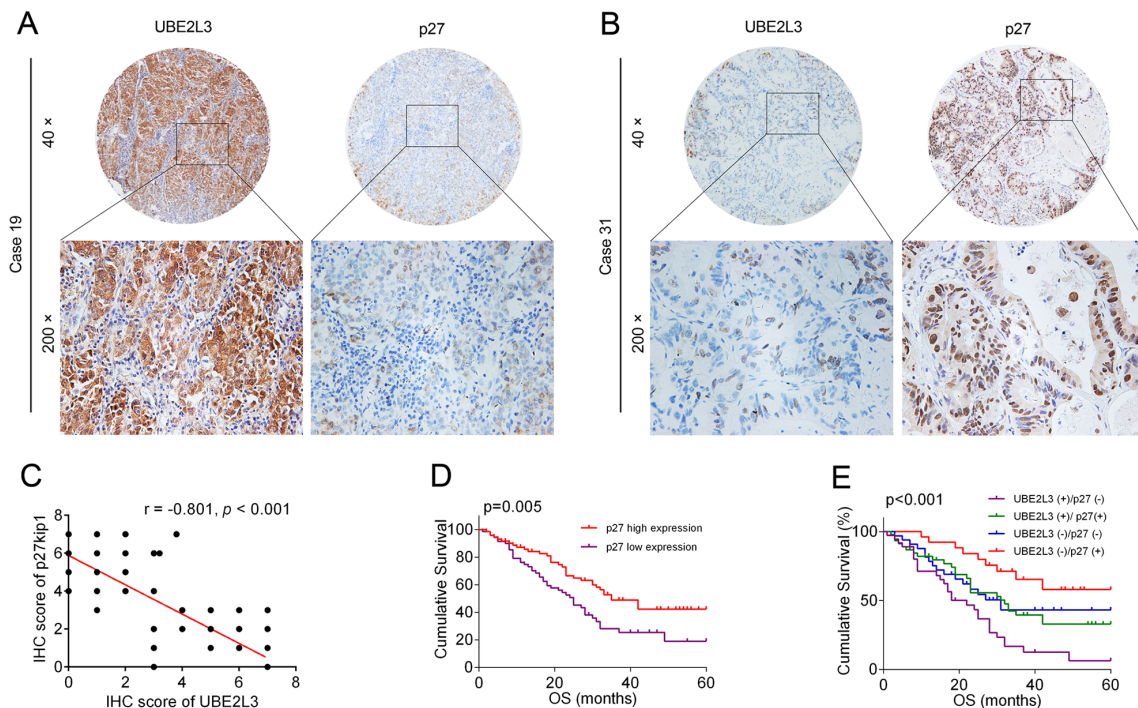 A
UBE2L3
p27
Case 19
40 ×
200 ×
B
UBE2L3
p27
Case 31
40 ×
200 ×
C
r = -0.801, p < 0.001
IHC score of p27kip1
8
6
4
2
0
0 2 4 6 8
IHC score of UBE2L3
D
p=0.005
p27 high expression
p27 low expression
Cumulative Survival
100
80
60
40
20
0
0 20 40 60
OS (months)
E
p<0.001
UBE2L3 (+)/p27 (-)
UBE2L3 (+)/ p27(+)
UBE2L3 (-)/p27 (-)
UBE2L3 (-)/p27 (+)
Cumulative Survival (%)
100
50
0
0 20 40 60
OS (months)